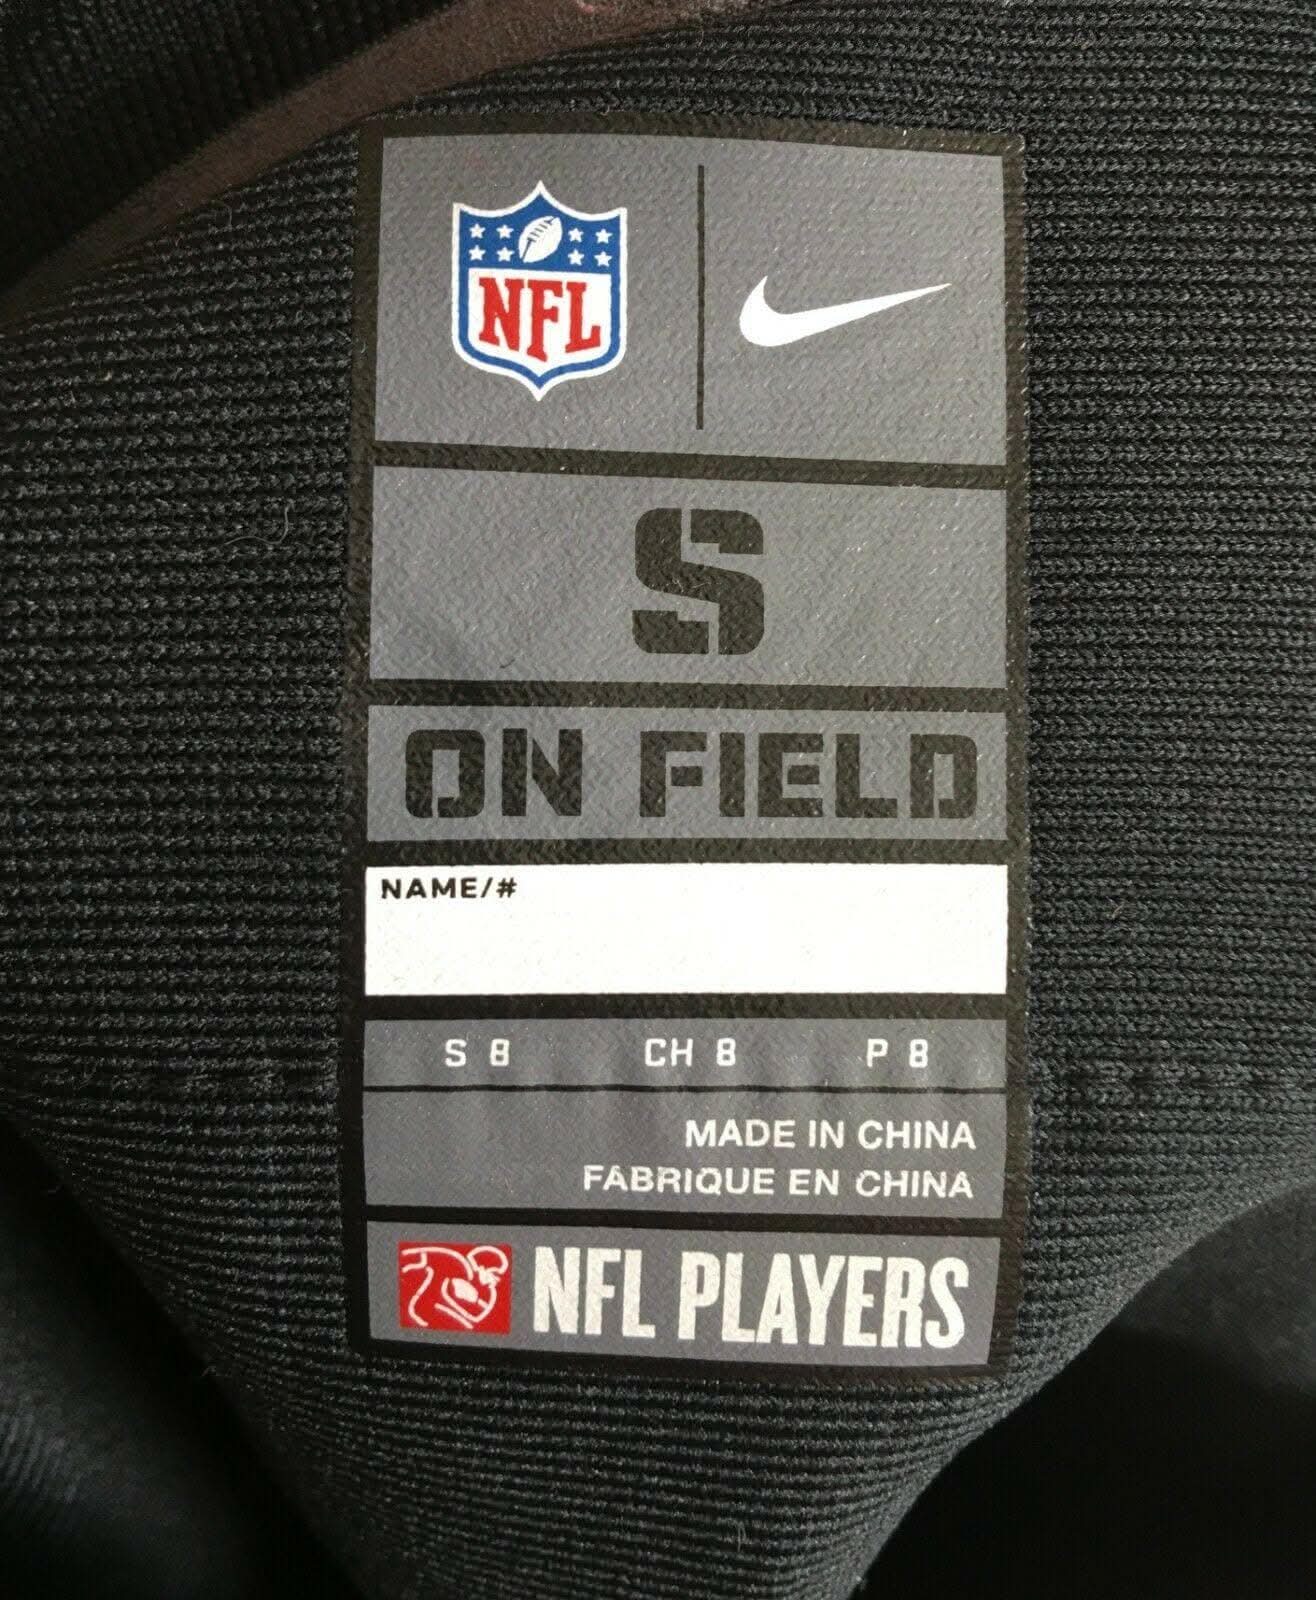 NFL
S
ON FIELD
NAME/#
S 8 CH 8 P 8
MADE IN CHINA
FABRIQUE EN CHINA
NFL PLAYERS